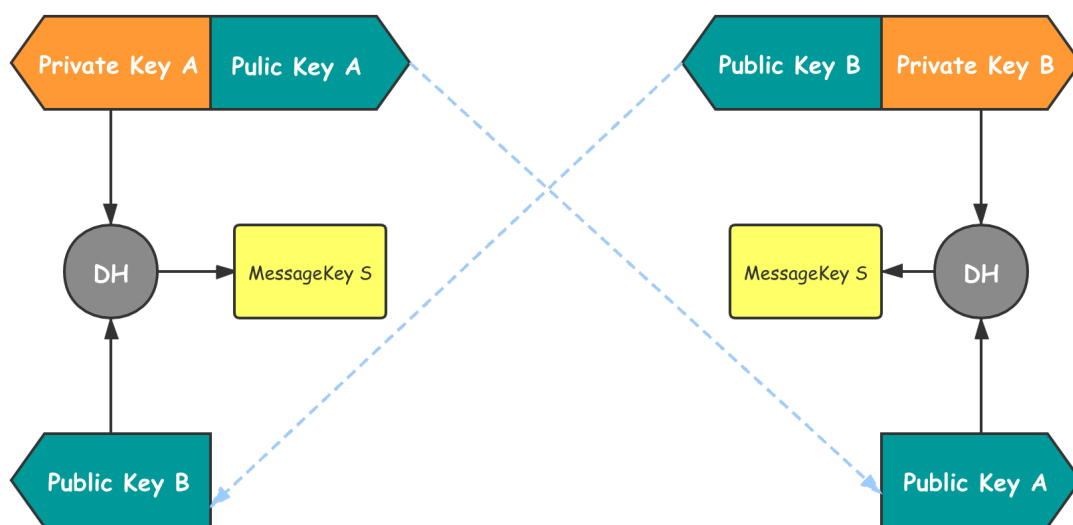 Private Key A
Pulic Key A
Public Key B
Private Key B
DH
MessageKey S
MessageKey S
DH
Public Key B
Public Key A